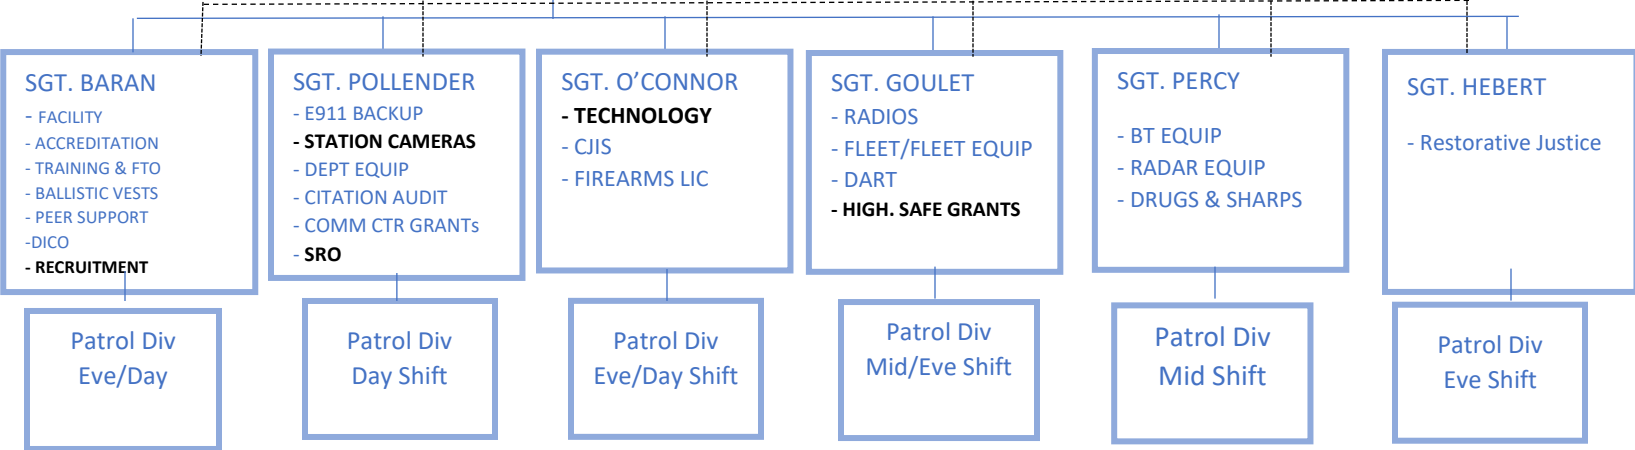 SGT. BARAN
- FACILITY
- ACCREDITATION
- TRAINING & FTO
- BALLISTIC VESTS
- PEER SUPPORT
-DICO
- RECRUITMENT
SGT. POLLENDER
- E911 BACKUP
- STATION CAMERAS
- DEPT EQUIP
- CITATION AUDIT
- COMM CTR GRANTs
- SRO
SGT. O’CONNOR
- TECHNOLOGY
- CJIS
- FIREARMS LIC
SGT. GOULET
- RADIOS
- FLEET/FLEET EQUIP
- DART
- HIGH. SAFE GRANTS
SGT. PERCY
- BT EQUIP
- RADAR EQUIP
- DRUGS & SHARPS
SGT. HEBERT
- Restorative Justice
Patrol Div
Eve/Day
Patrol Div
Day Shift
Patrol Div
Eve/Day Shift
Patrol Div
Mid/Eve Shift
Patrol Div
Mid Shift
Patrol Div
Eve Shift